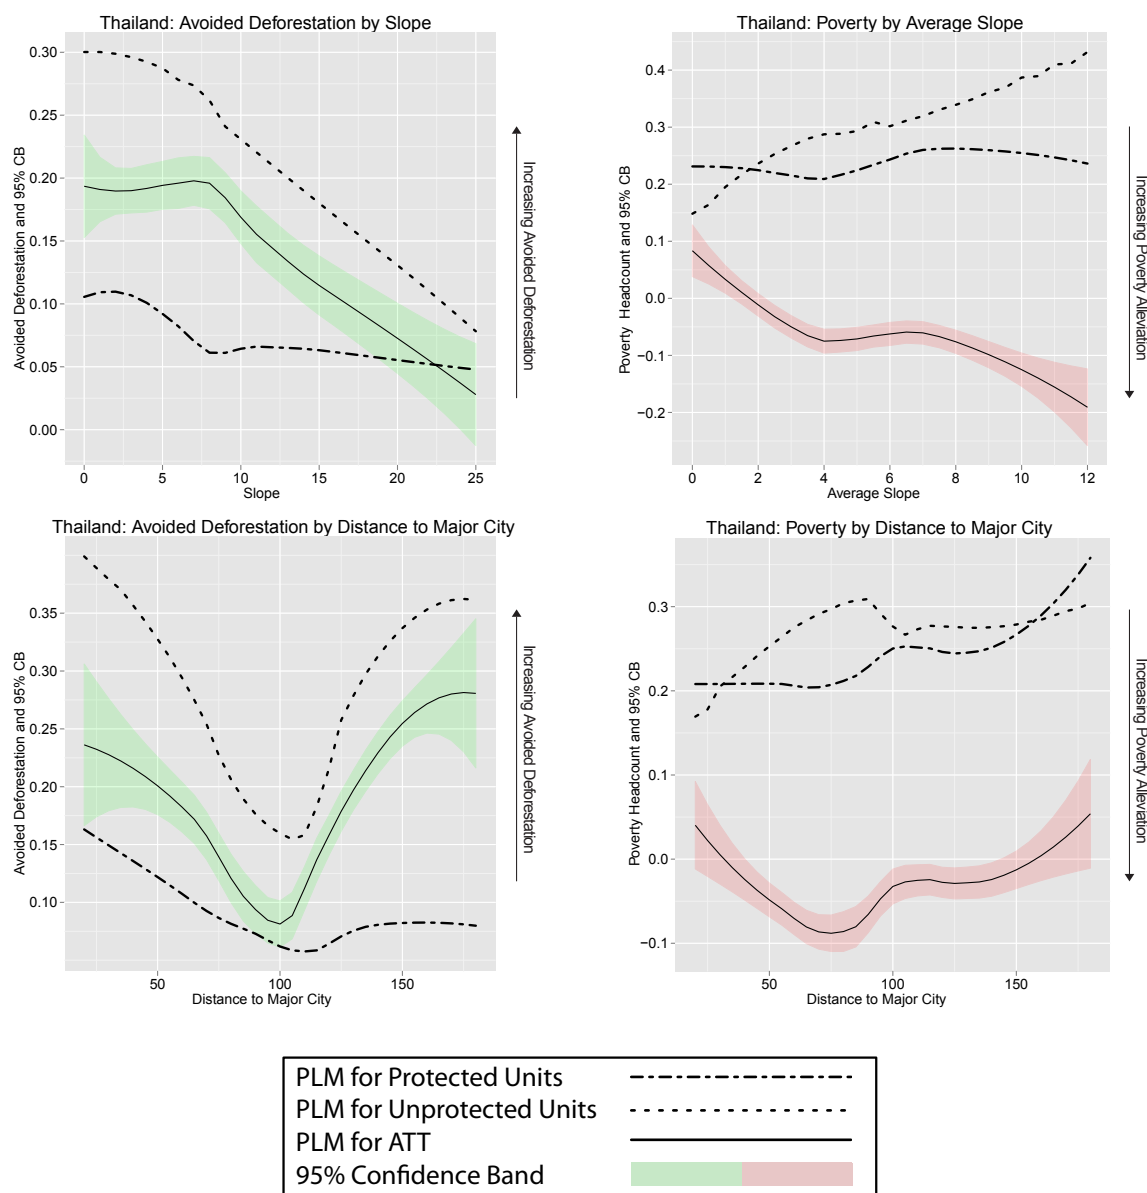 Thailand: Avoided Deforestation by Slope
Avoided Deforestation and 95% CB
0.30
0.25
0.20
0.15
0.10
0.05
0.00
0 5 10 15 20 25
Slope
Increasing Avoided Deforestation
Thailand: Poverty by Average Slope
Poverty Headcount and 95% CB
0.4
0.3
0.2
0.1
0.0
−0.1
−0.2
0 2 4 6 8 10 12
Average Slope
Increasing Poverty Alleviation
Thailand: Avoided Deforestation by Distance to Major City
Avoided Deforestation and 95% CB
0.35
0.30
0.25
0.20
0.15
0.10
50 100 150
Distance to Major City
Increasing Avoided Deforestation
Thailand: Poverty by Distance to Major City
Poverty Headcount and 95% CB
0.3
0.2
0.1
0.0
−0.1
50 100 150
Distance to Major City
Increasing Poverty Alleviation
PLM for Protected Units
PLM for Unprotected Units
PLM for ATT
95% Confidence Band